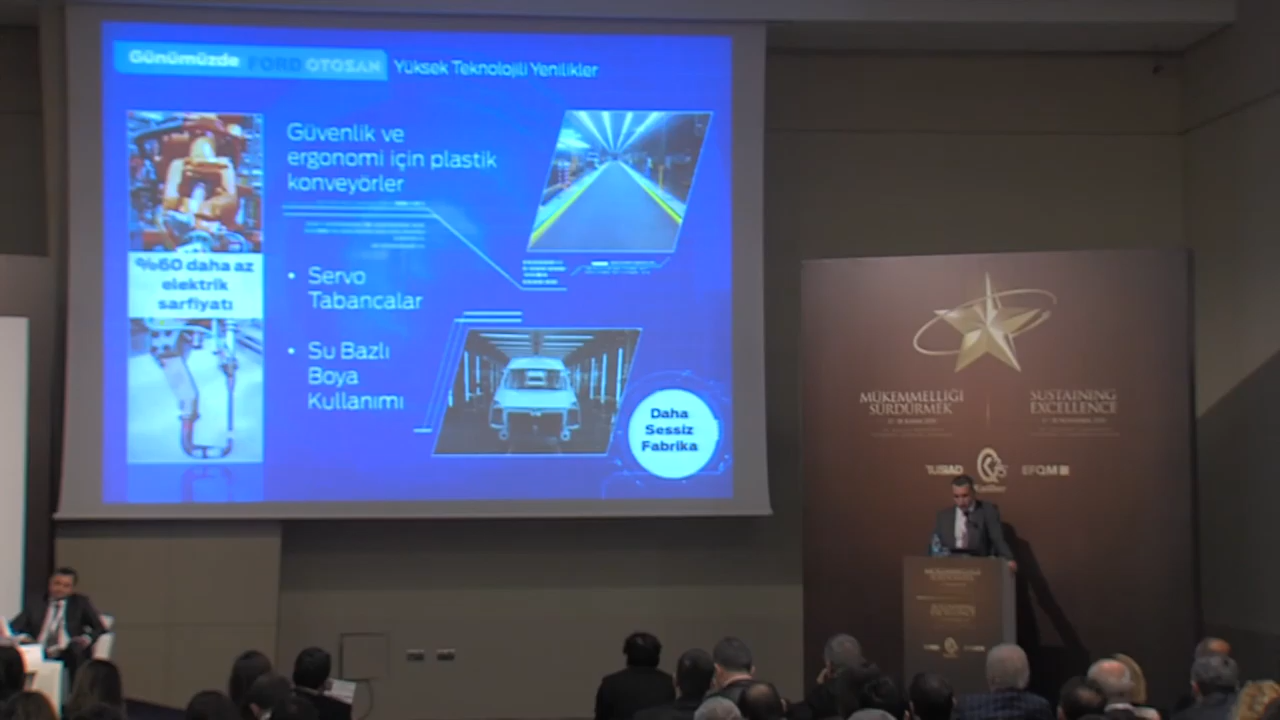 Günümüzde FORD OTOSAN Yüksek Teknolojili Yenilikler
Güvenlik ve
ergonomi için plastik
konveyörler
%60 daha az
elektrik
sarfiyatı
• Servo
Tabancalar
• Su Bazlı
Boya
Kullanımı
Daha
Sessiz
Fabrika
MÜKEMMELLİĞİ
SÜRDÜRMEK
SUSTAINING
EXCELLENCE
TÜSİAD
EFQM